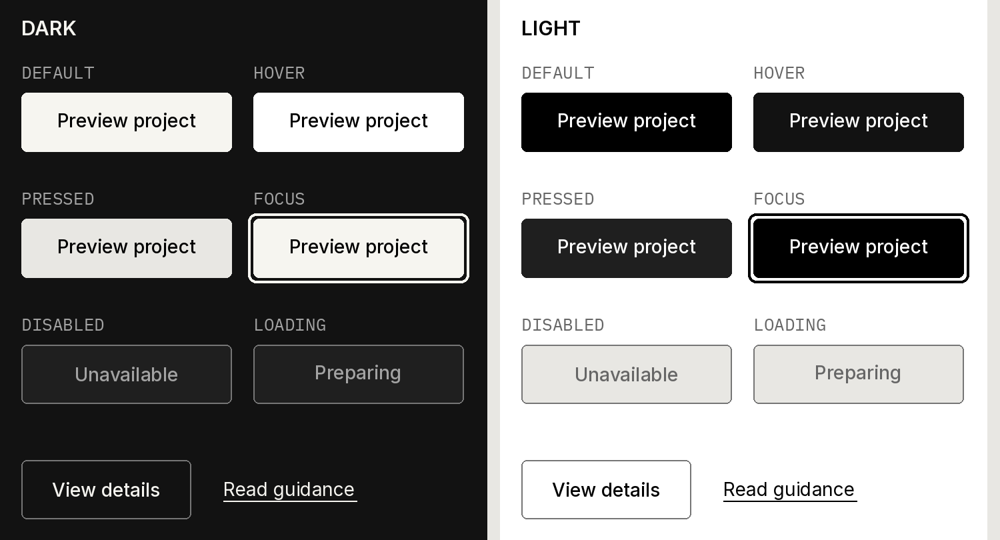 DARK
DEFAULT HOVER
Preview project Preview project
PRESSED FOCUS
Preview project Preview project
DISABLED LOADING
Unavailable Preparing
View details Read guidance
LIGHT
DEFAULT HOVER
Preview project Preview project
PRESSED FOCUS
Preview project Preview project
DISABLED LOADING
Unavailable Preparing
View details Read guidance